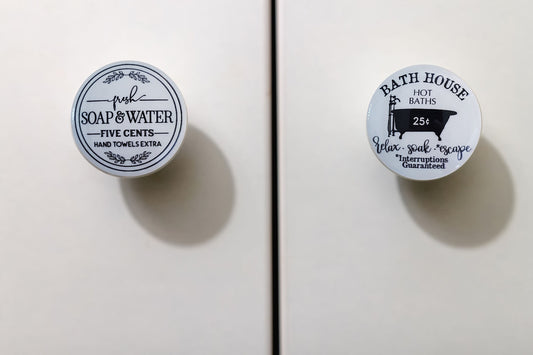 fresh
SOAP & WATER
FIVE CENTS
HAND TOWELS EXTRA
BATH HOUSE
HOT
BATHS
25¢
relax · soak · *escape
*Interruptions
Guaranteed